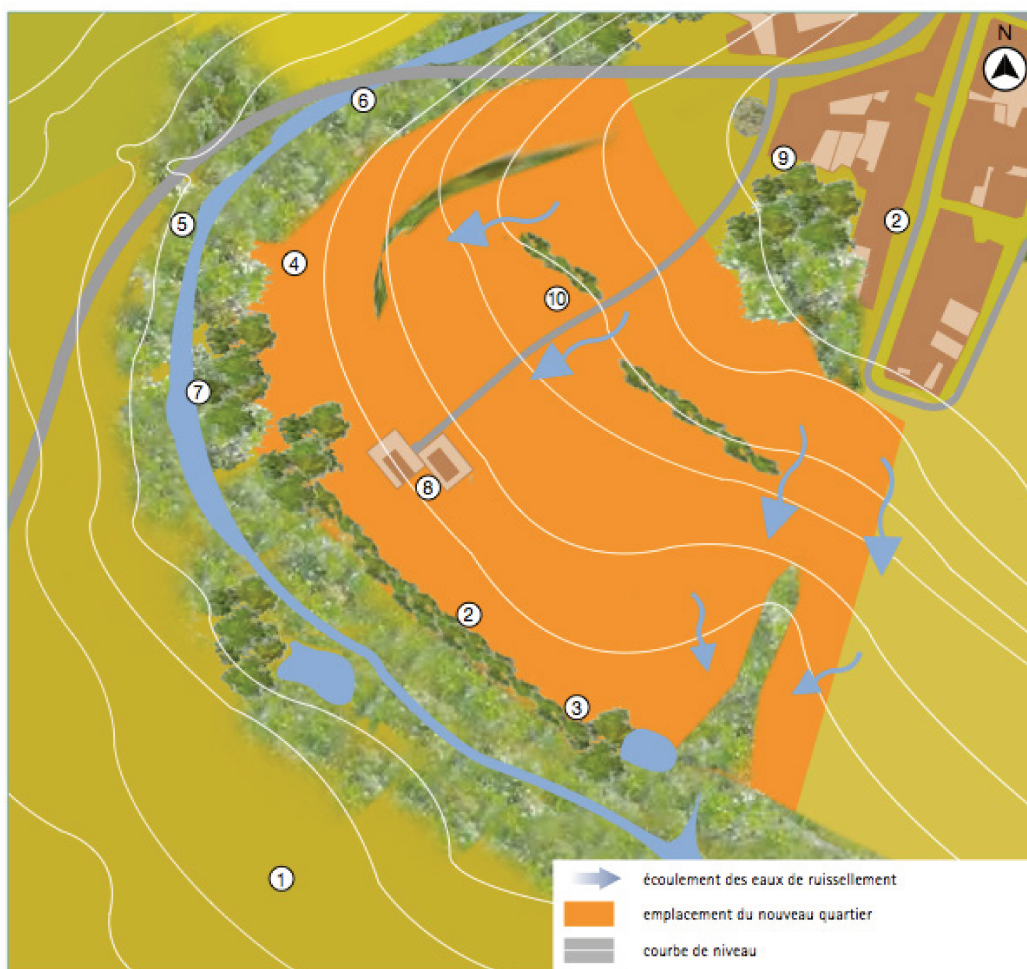 N
6
9
5
2
4
10
7
8
2
3
1
écoulement des eaux de ruissellement
emplacement du nouveau quartier
courbe de niveau